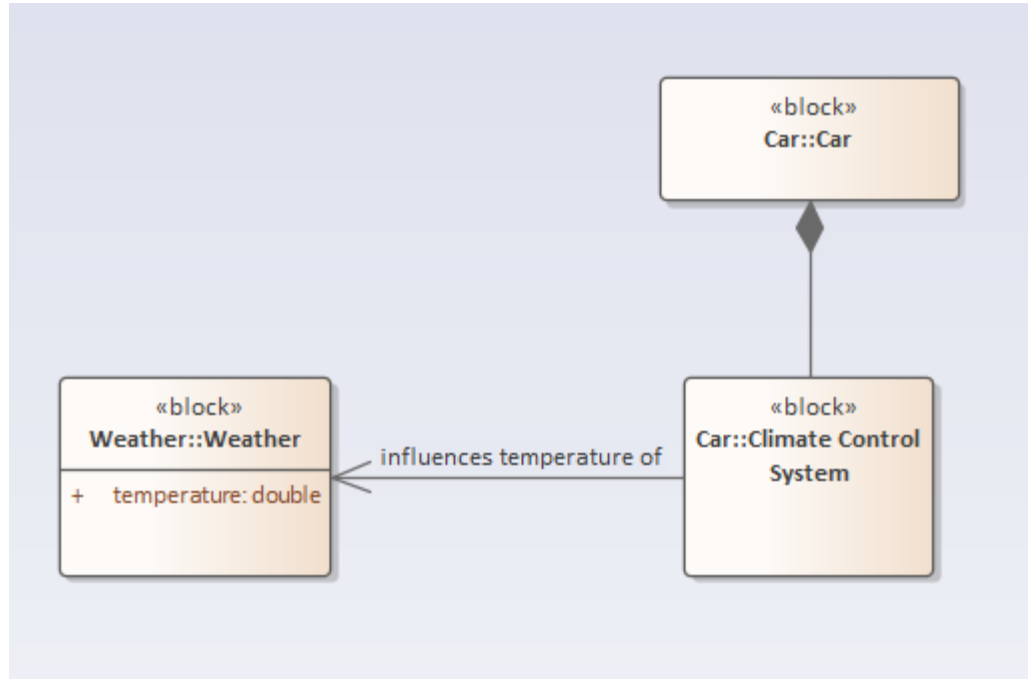 «block»
Car::Car
«block»
Weather::Weather
+ temperature: double
influences temperature of
«block»
Car::Climate Control
System